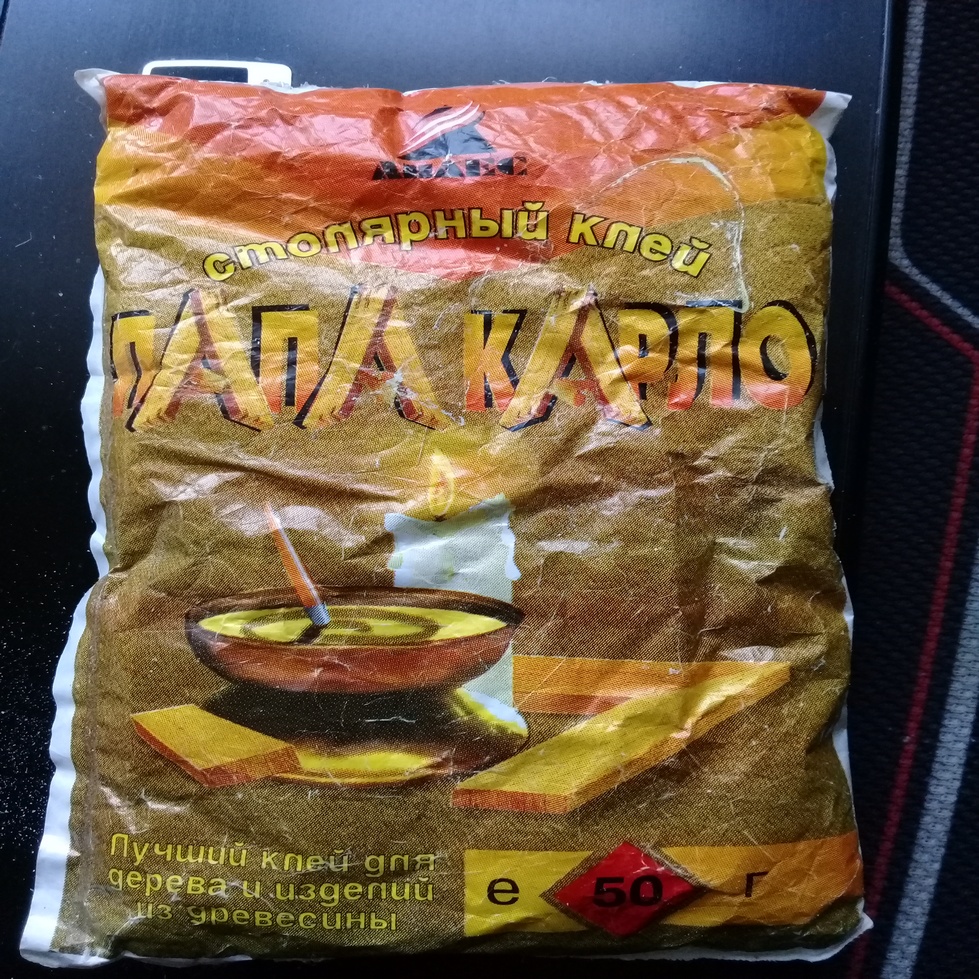 столярный клей
ПАПА КАРЛО
Лучший клей для
дерева и изделий
из древесины
е 50 г